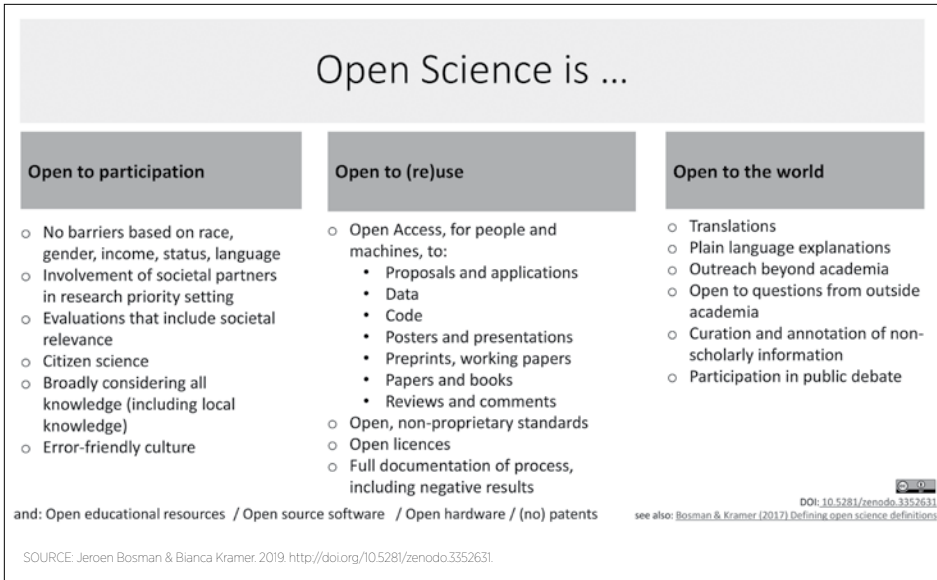 Open Science is ...
Open to participation
○ No barriers based on race,
gender, income, status, language
○ Involvement of societal partners
in research priority setting
○ Evaluations that include societal
relevance
○ Citizen science
○ Broadly considering all
knowledge (including local
knowledge)
○ Error-friendly culture
Open to (re)use
○ Open Access, for people and
machines, to:
• Proposals and applications
• Data
• Code
• Posters and presentations
• Preprints, working papers
• Papers and books
• Reviews and comments
○ Open, non-proprietary standards
○ Open licences
○ Full documentation of process,
including negative results
Open to the world
○ Translations
○ Plain language explanations
○ Outreach beyond academia
○ Open to questions from outside
academia
○ Curation and annotation of non-
scholarly information
○ Participation in public debate
DOI: 10.5281/zenodo.3352631
and: Open educational resources / Open source software / Open hardware / (no) patents
see also: Bosman & Kramer (2017) Defining open science definitions
SOURCE: Jeroen Bosman & Bianca Kramer. 2019. http://doi.org/10.5281/zenodo.3352631.